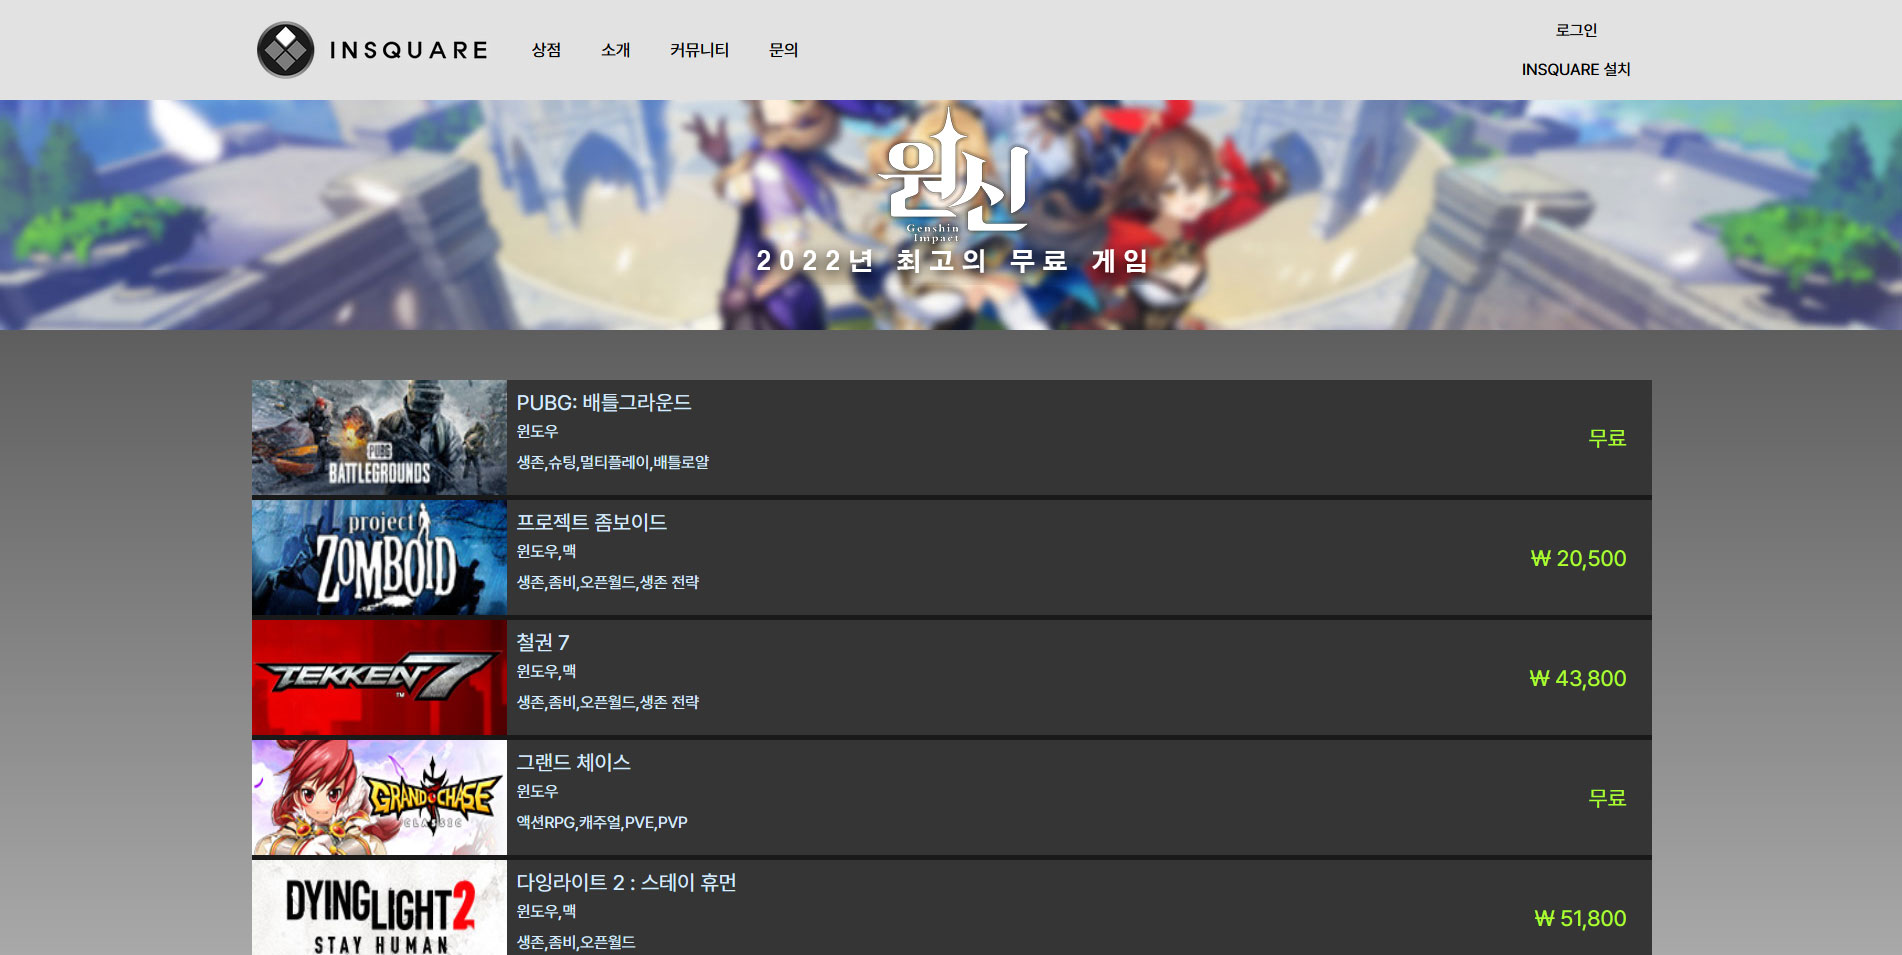 INSQUARE
상점
소개
커뮤니티
문의
로그인
INSQUARE 설치
원신
Genshin
Impact
2022년 최고의 무료 게임
PUBG
BATTLEGROUNDS
PUBG: 배틀그라운드
윈도우
생존,슈팅,멀티플레이,배틀로얄
무료
project
ZOMBOID
프로젝트 좀보이드
윈도우,맥
생존,좀비,오픈월드,생존 전략
₩ 20,500
TEKKEN 7
TM
철권 7
윈도우,맥
생존,좀비,오픈월드,생존 전략
₩ 43,800
GRAND CHASE
CLASSIC
그랜드 체이스
윈도우
액션RPG,캐주얼,PVE,PVP
무료
DYING LIGHT 2
STAY HUMAN
다잉라이트 2 : 스테이 휴먼
윈도우,맥
생존,좀비,오픈월드
₩ 51,800